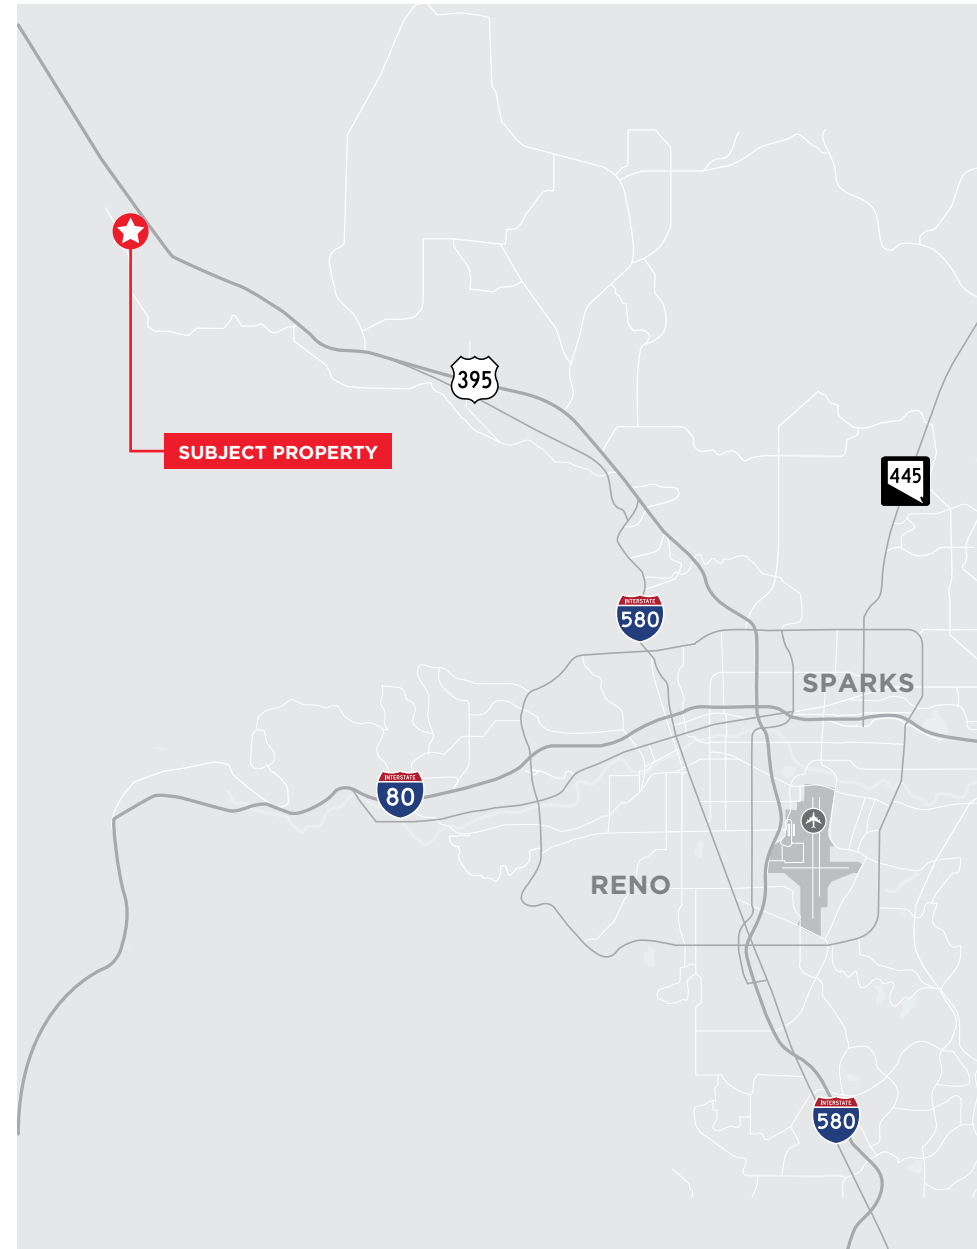 395
SUBJECT PROPERTY
445
INTERSTATE
580
SPARKS
INTERSTATE
80
RENO
INTERSTATE
580